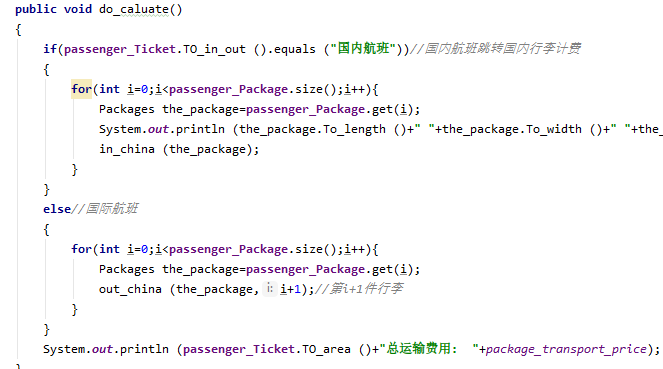 public void do_caluate()
{
if(passenger_Ticket.TO_in_out ().equals ("国内航班"))//国内航班跳转国内行李计费
{
for(int i=0;i<passenger_Package.size();i++){
Packages the_package=passenger_Package.get(i);
System.out.println (the_package.To_length ()+" "+the_package.To_width ()+" "+the_
in_china (the_package);
}
}
else//国际航班
{
for(int i=0;i<passenger_Package.size();i++){
Packages the_package=passenger_Package.get(i);
out_china (the_package, i: i+1);//第i+1件行李
}
}
System.out.println (passenger_Ticket.TO_area ()+"总运输费用: "+package_transport_price);
}